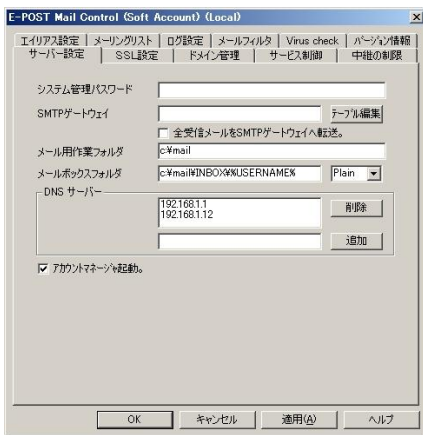 E-POST Mail Control (Soft Account) (Local)
エイリアス設定 メーリングリスト ログ設定 メールフィルタ Virus check バージョン情報
サーバー設定 SSL設定 ドメイン管理 サービス制御 中継の制限
システム管理パスワード
SMTPゲートウェイ テーブル編集
全受信メールをSMTPゲートウェイへ転送。
メール用作業フォルダ c:¥mail
メールボックスフォルダ c:¥mail¥INBOX¥%USERNAME% Plain
DNS サーバー
192.168.1.1
192.168.1.12
削除
追加
アカウントマネージャ起動。
OK キャンセル 適用(A) ヘルプ